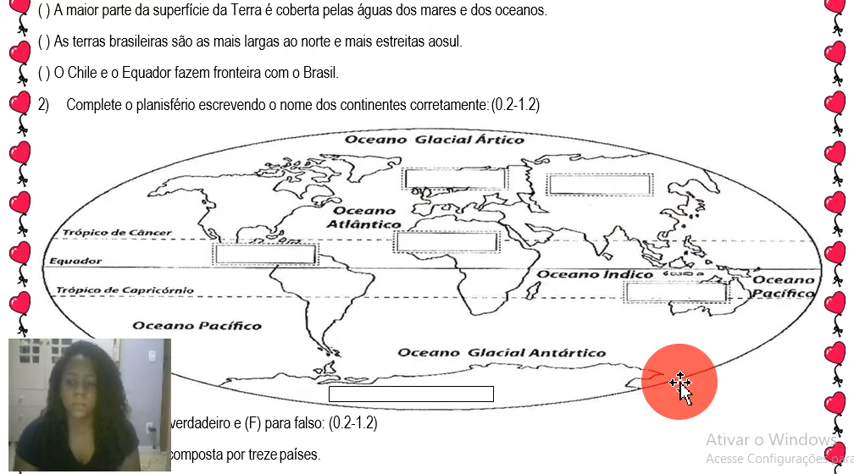 ( ) A maior parte da superfície da Terra é coberta pelas águas dos mares e dos oceanos.
( ) As terras brasileiras são as mais largas ao norte e mais estreitas aosul.
( ) O Chile e o Equador fazem fronteira com o Brasil.
2) Complete o planisfério escrevendo o nome dos continentes corretamente: (0.2-1.2)
Oceano Glacial Ártico
Oceano
Atlântico
Trópico de Câncer
Equador
Oceano Índico
Oceano
Pacífico
Trópico de Capricórnio
Oceano Pacífico
Oceano Glacial Antártico
verdadeiro e (F) para falso: (0.2-1.2)
Ativar o Windows
composta por treze países.
Acesse Configurações para